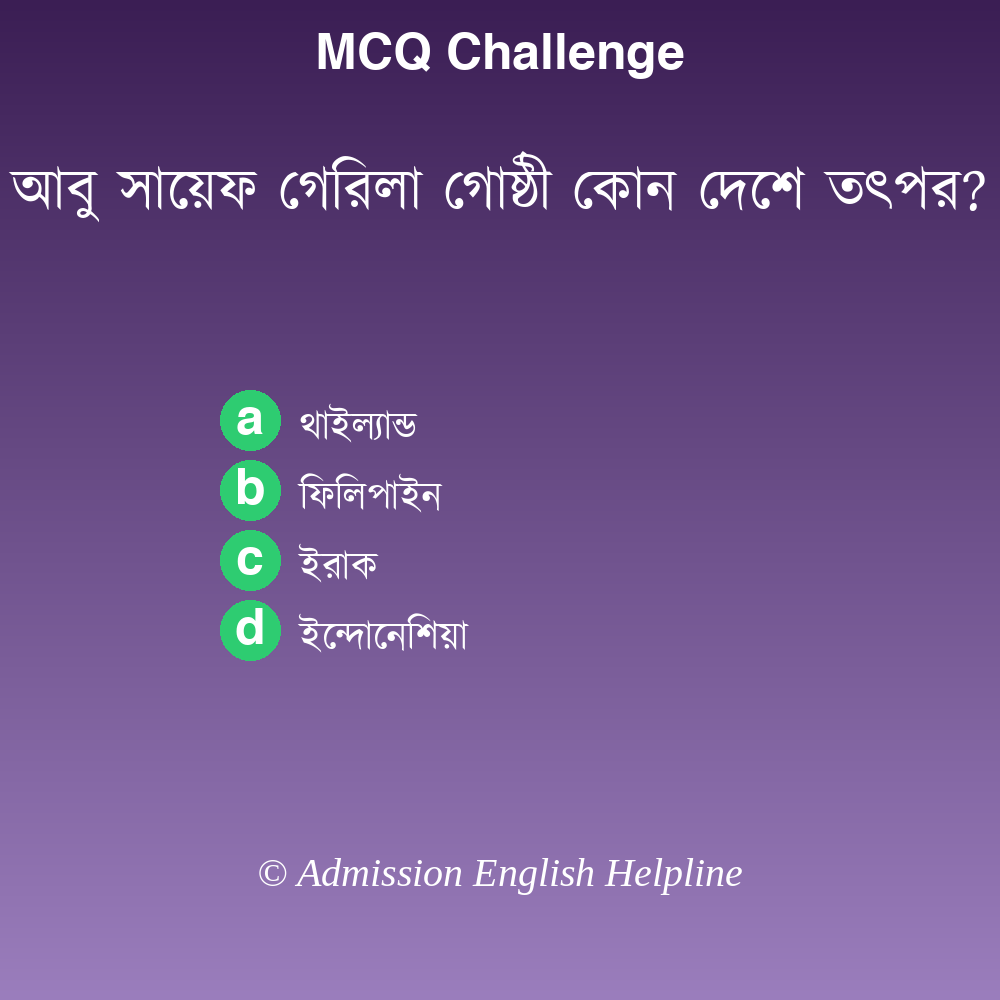 MCQ Challenge
আবু সায়েফ গেরিলা গোষ্ঠী কোন দেশে তৎপর?
a থাইল্যান্ড
b ফিলিপাইন
c ইরাক
d ইন্দোনেশিয়া
© Admission English Helpline